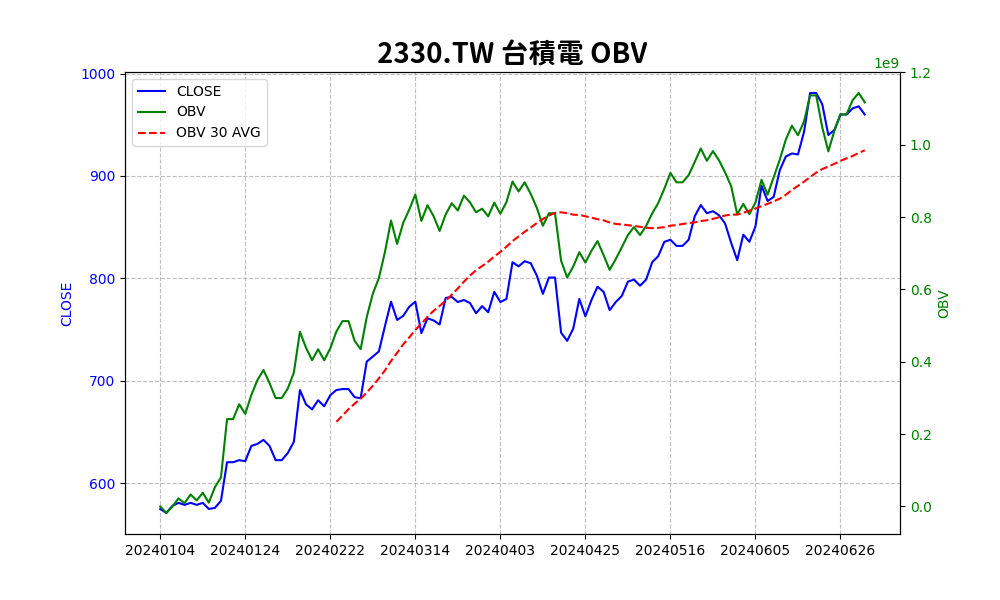 2330.TW 台積電 OBV
1e9
CLOSE
OBV
OBV 30 AVG
1000
900
800
700
600
CLOSE
1.2
1.0
0.8
0.6
0.4
0.2
0.0
OBV
20240104 20240124 20240222 20240314 20240403 20240425 20240516 20240605 20240626